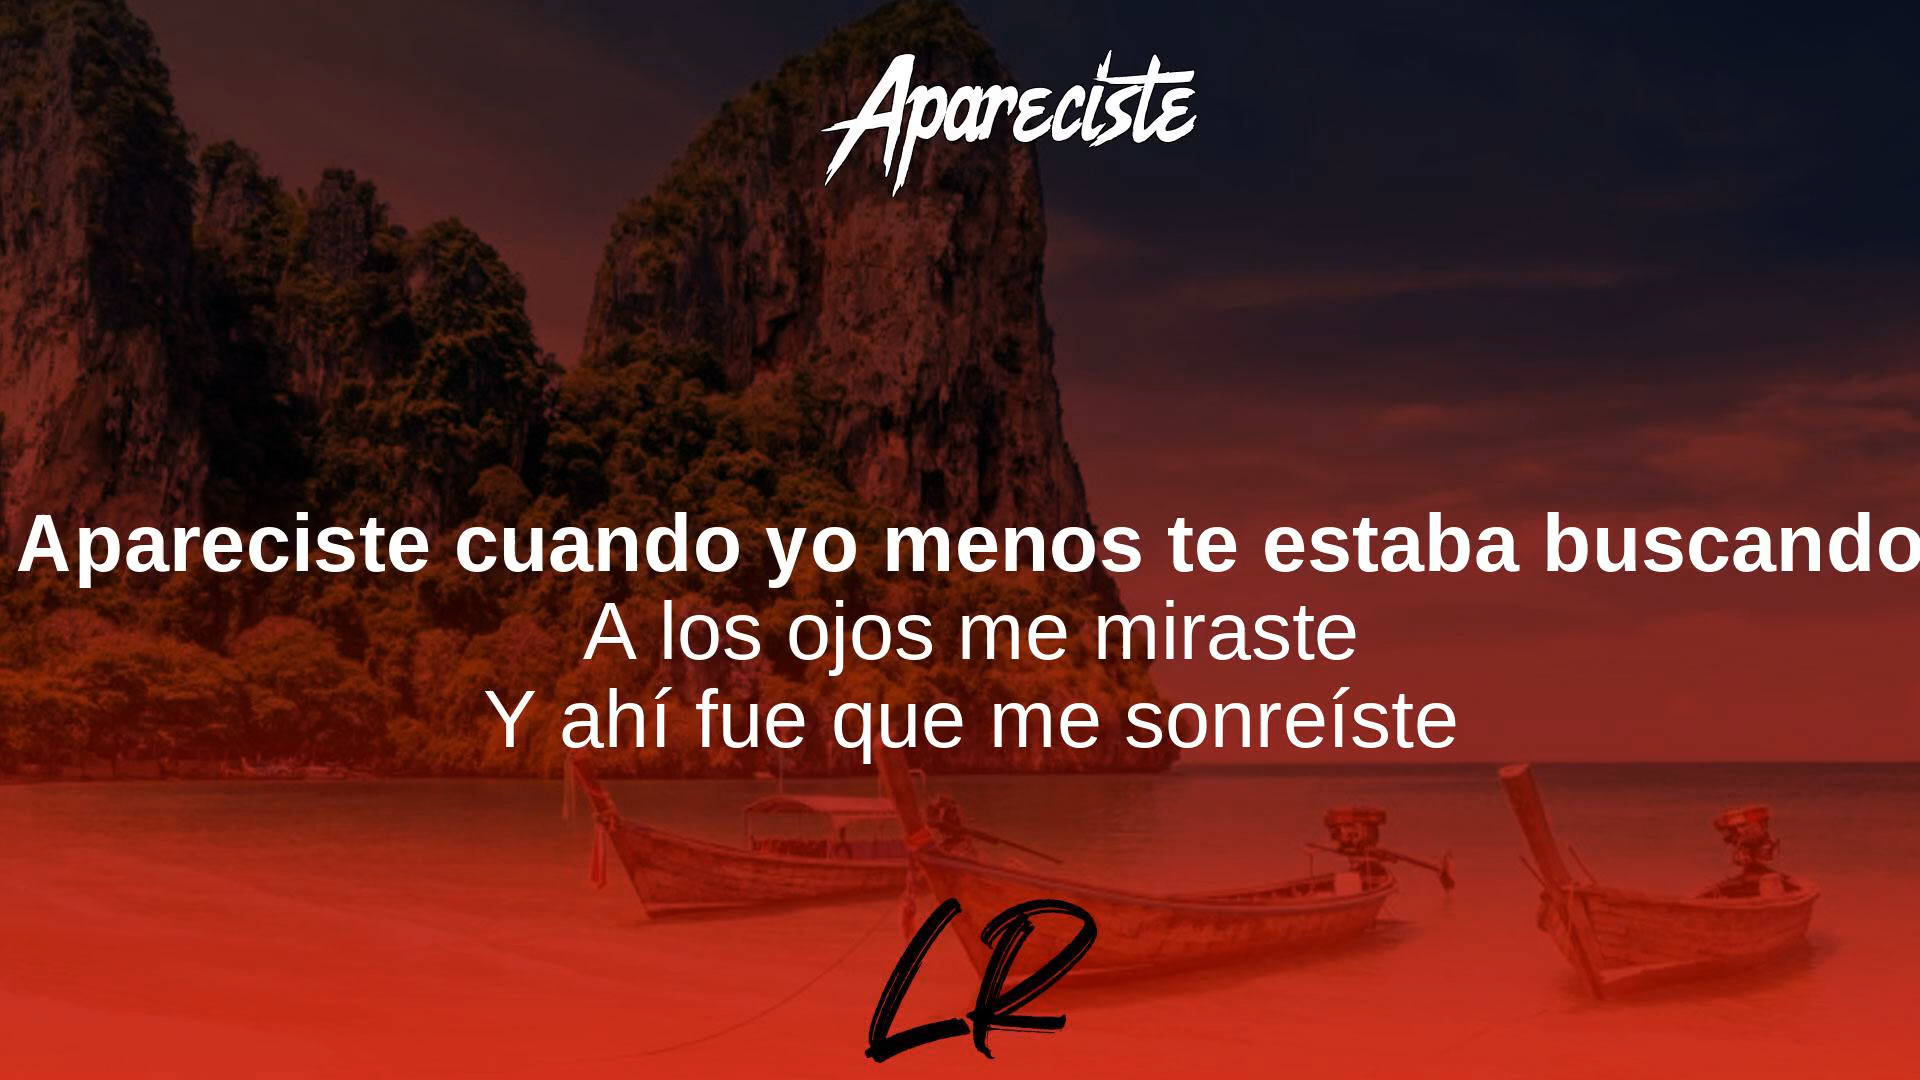 Apareciste
Apareciste cuando yo menos te estaba buscando
A los ojos me miraste
Y ahí fue que me sonreíste
LR